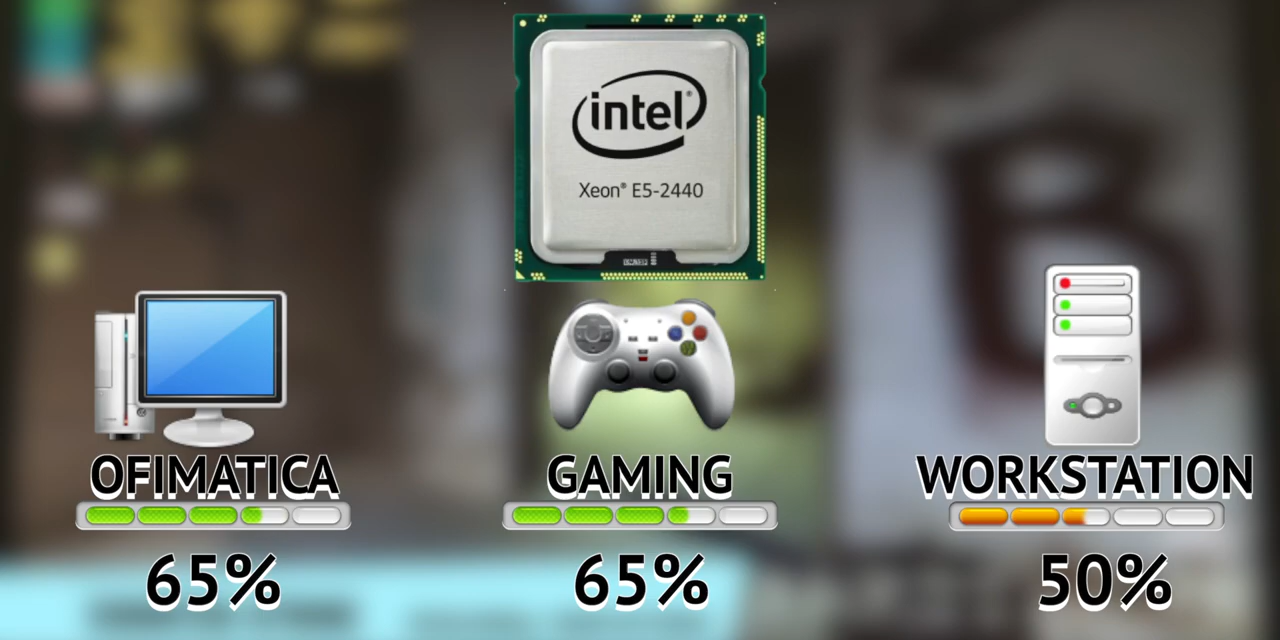 intel®
Xeon® E5-2440
OFIMATICA
GAMING
WORKSTATION
65%
65%
50%